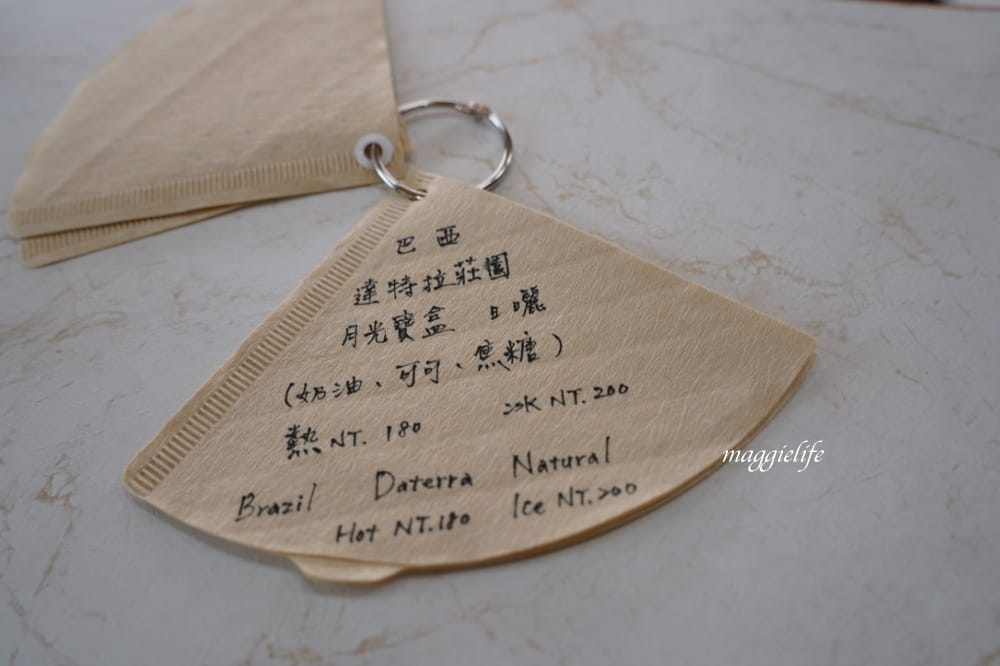 巴西
達特拉莊園
月光寶盒 日曬
(奶油、可可、焦糖)
熱 NT. 180 冰 NT. 200
Brazil Daterra Natural
Hot NT.180 Ice NT.200
maggielife